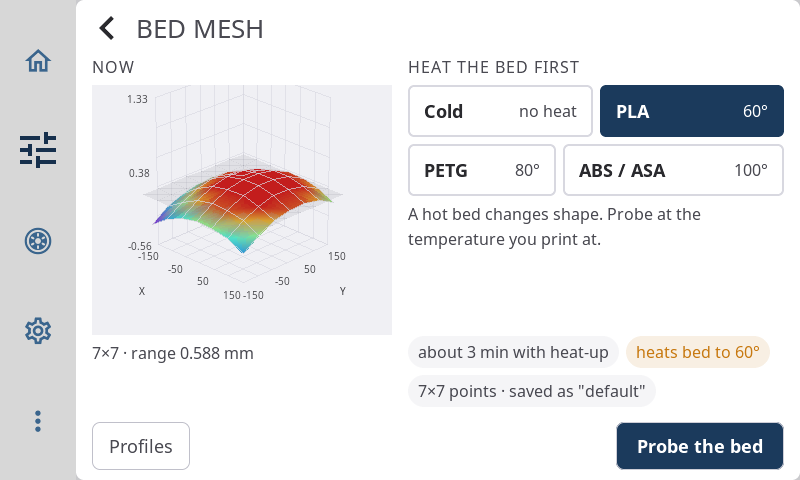 BED MESH
NOW
1.33
0.38
-0.56
-150
-50
50
150
-150
-50
50
150
X
Y
7×7 · range 0.588 mm
HEAT THE BED FIRST
Cold no heat
PLA 60°
PETG 80°
ABS / ASA 100°
A hot bed changes shape. Probe at the
temperature you print at.
about 3 min with heat-up
heats bed to 60°
7×7 points · saved as "default"
Profiles
Probe the bed